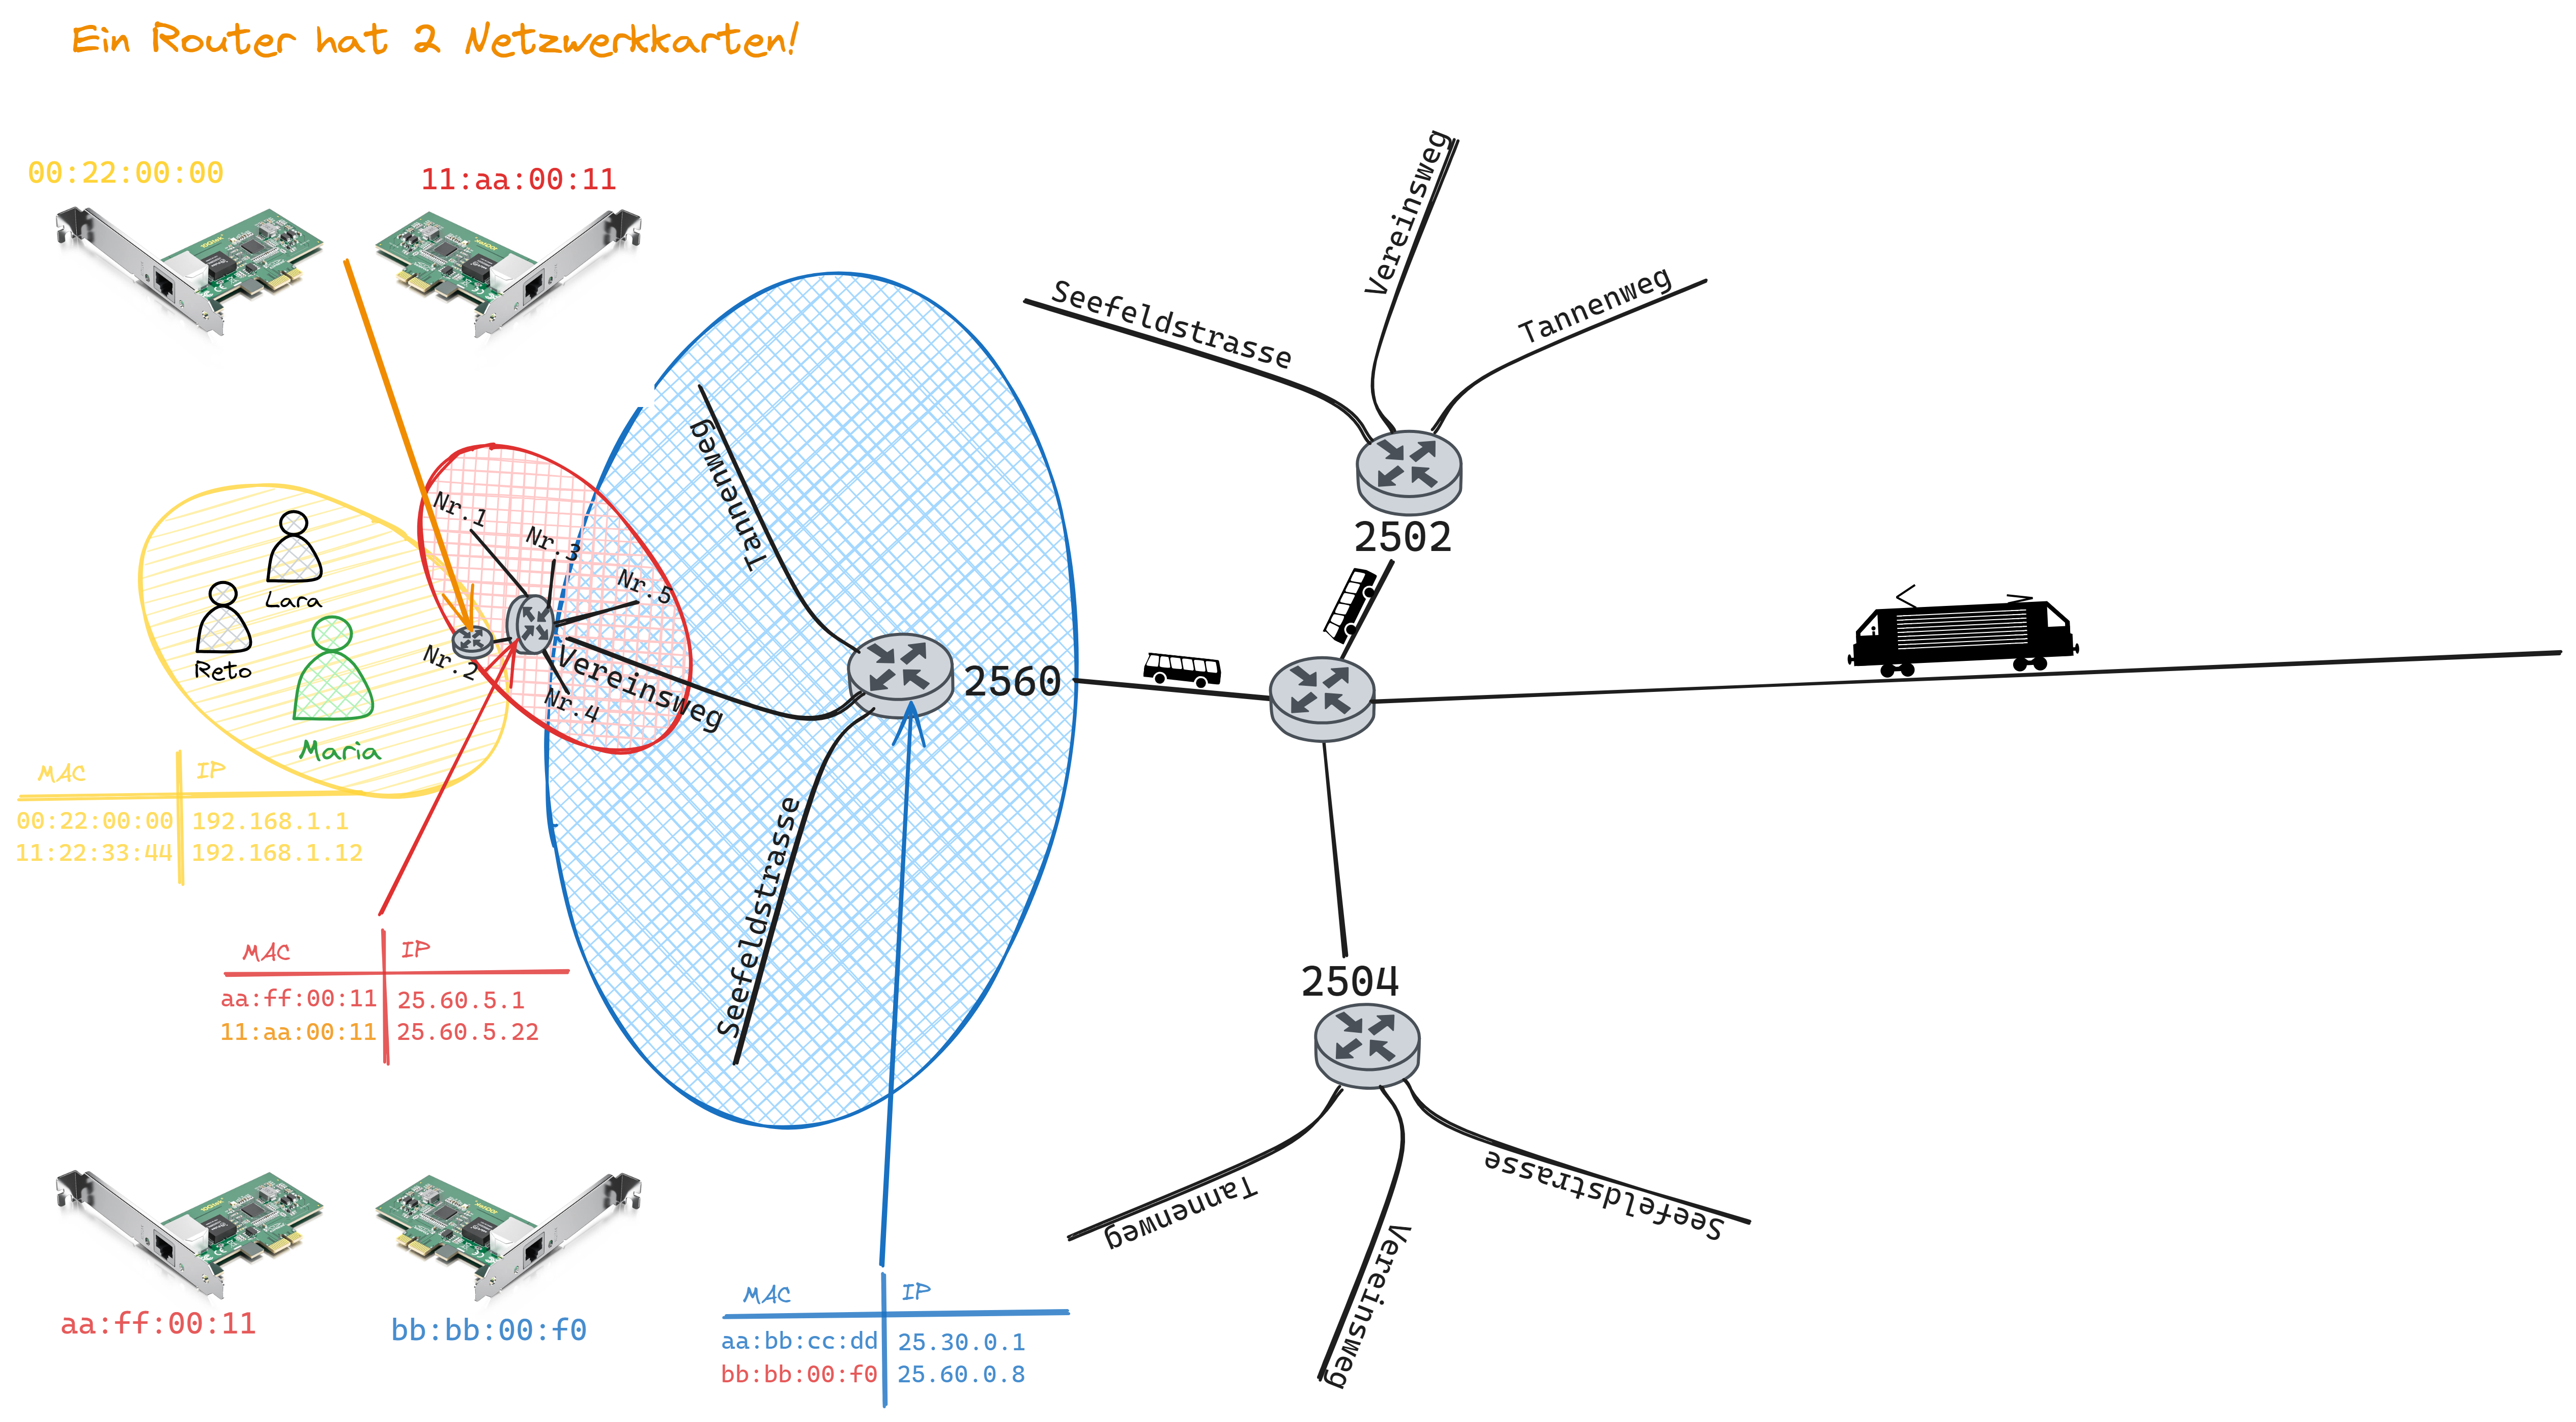 Ein Router hat 2 Netzwerkkarten!
00:22:00:00
11:aa:00:11
Vereinsweg
Seefeldstrasse
Tannenweg
2502
Tannenweg
Nr.1
Nr.3
Nr.5
Nr.2
Nr.4
Vereinsweg
2560
Lara
Reto
Maria
MAC IP
00:22:00:00 192.168.1.1
11:22:33:44 192.168.1.12
Seefeldstrasse
MAC IP
aa:ff:00:11 25.60.5.1
11:aa:00:11 25.60.5.22
2504
Tannenweg
Seefeldstrasse
Vereinsweg
aa:ff:00:11
bb:bb:00:f0
MAC IP
aa:bb:cc:dd 25.30.0.1
bb:bb:00:f0 25.60.0.8